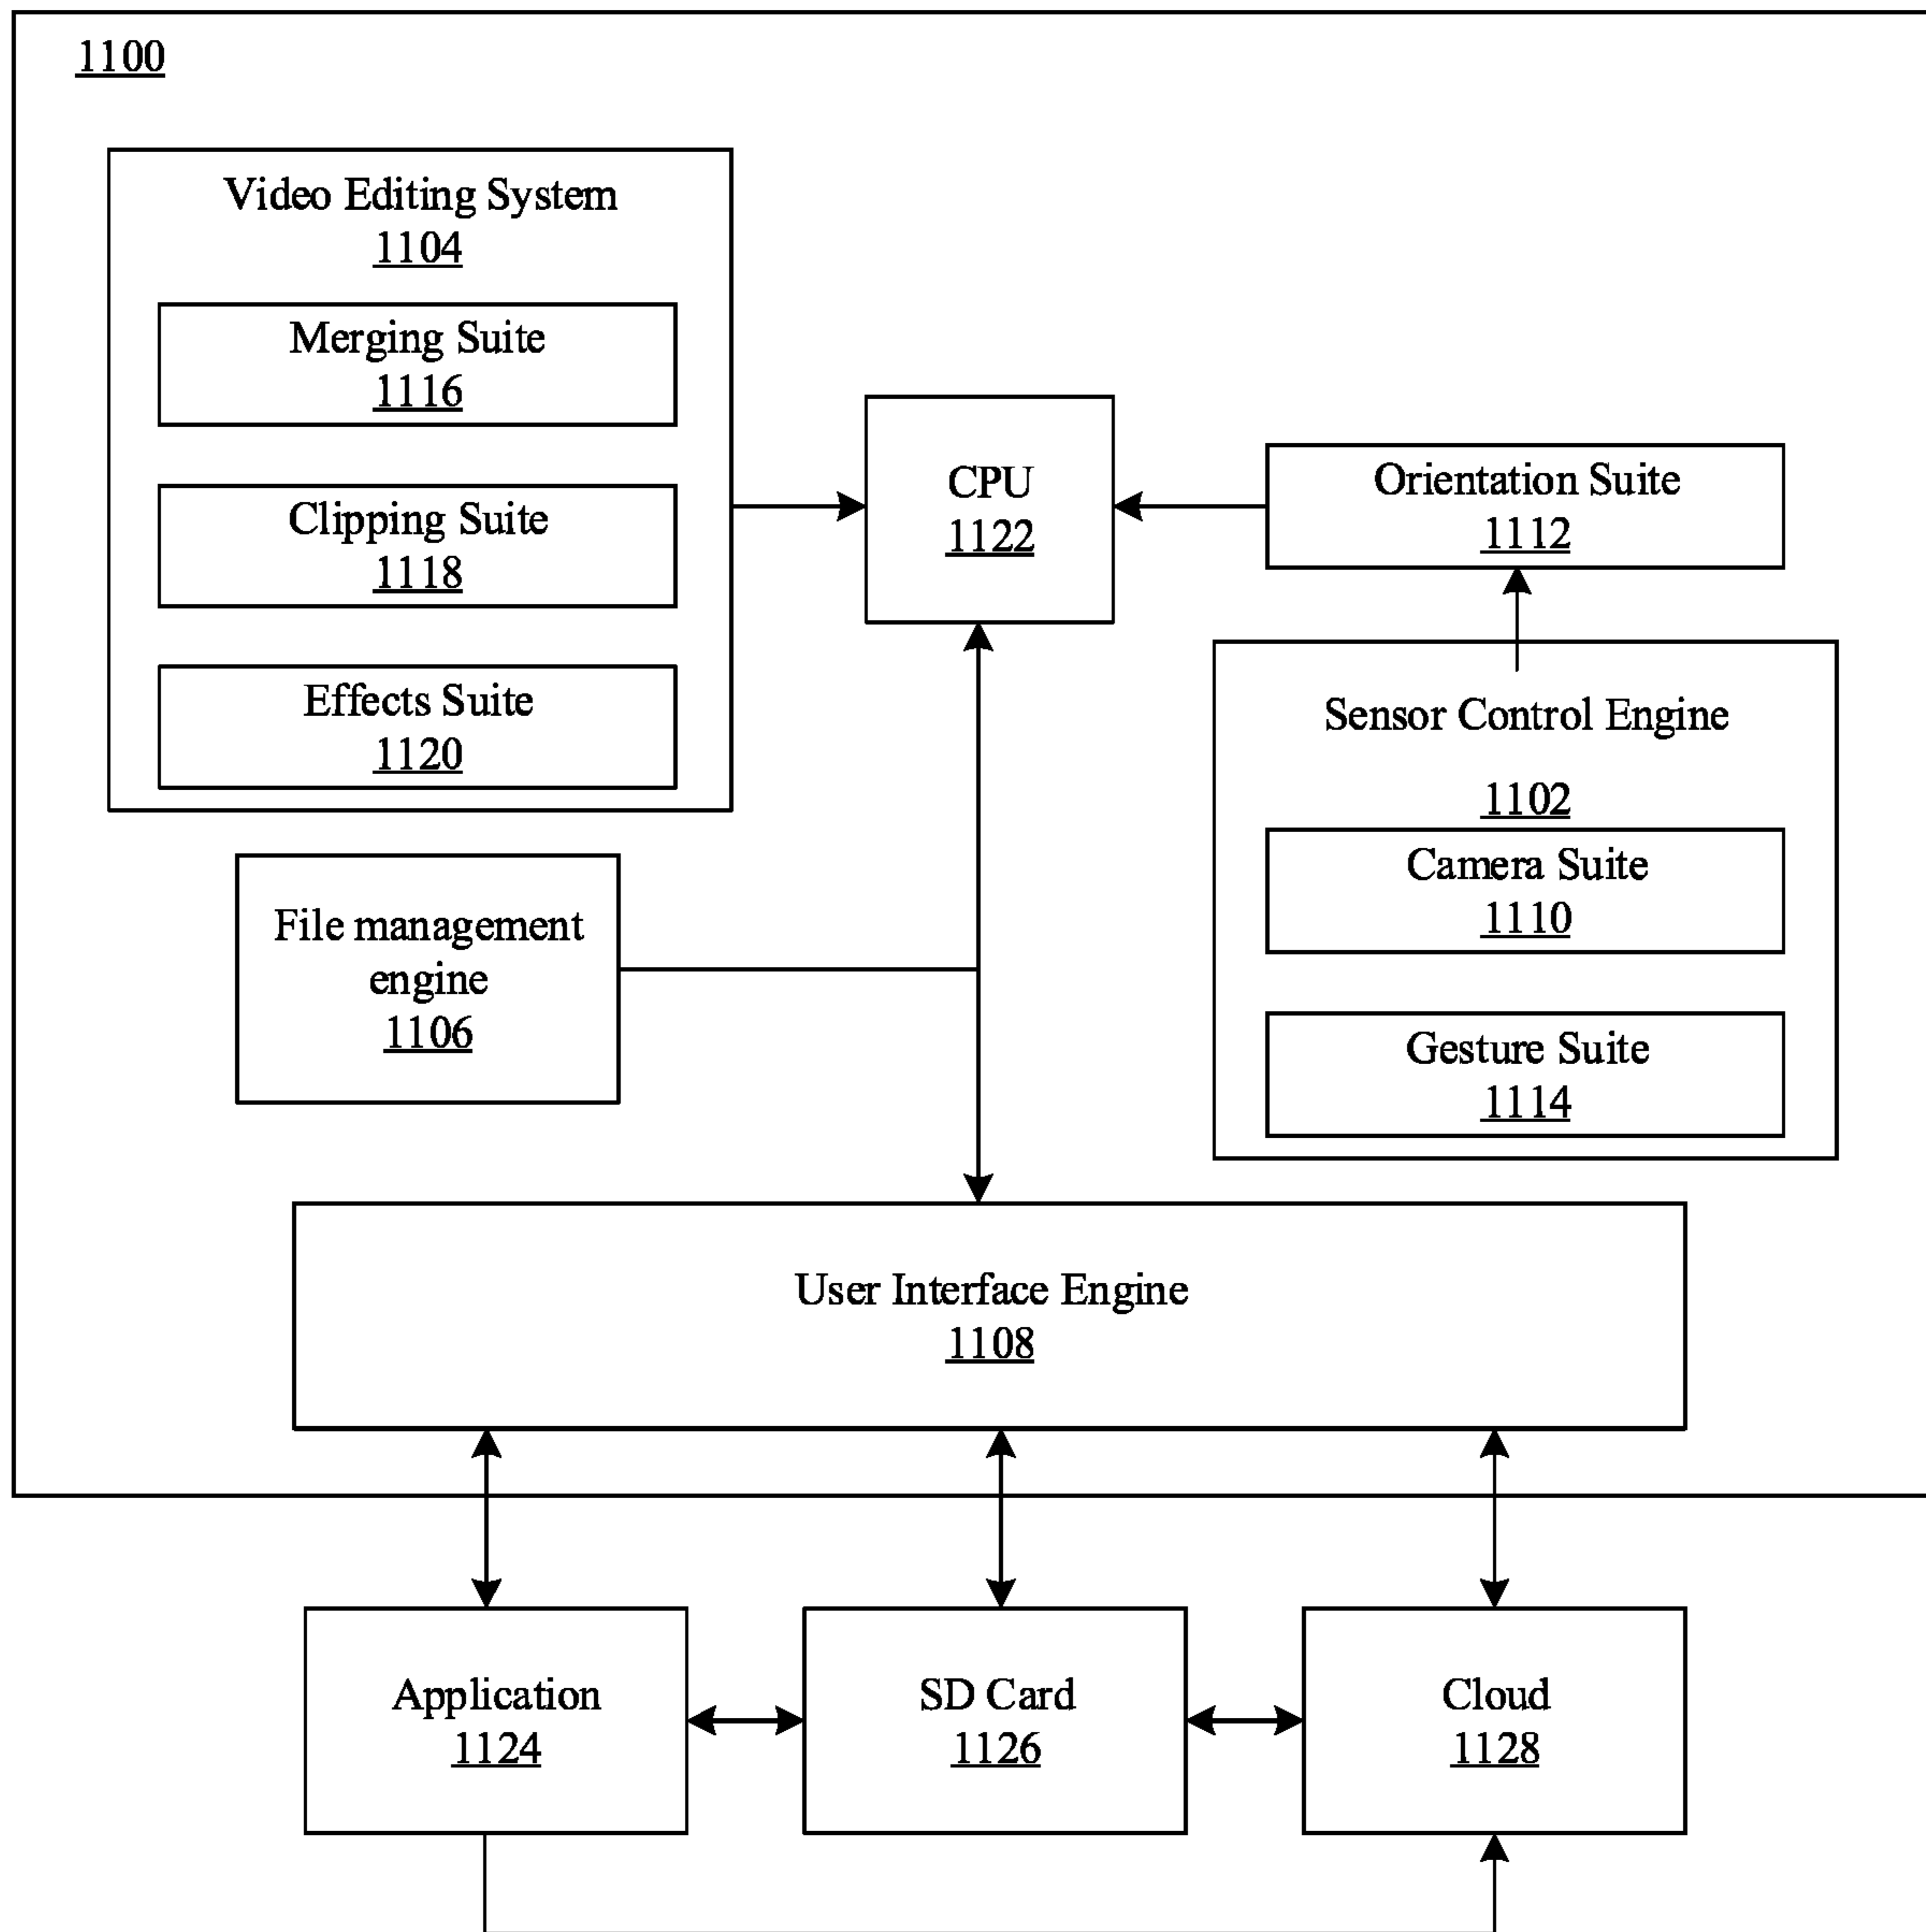 1100
Video Editing System
1104
Merging Suite
1116
Clipping Suite
1118
Effects Suite
1120
CPU
1122
Orientation Suite
1112
Sensor Control Engine
1102
Camera Suite
1110
Gesture Suite
1114
File management
engine
1106
User Interface Engine
1108
Application
1124
SD Card
1126
Cloud
1128